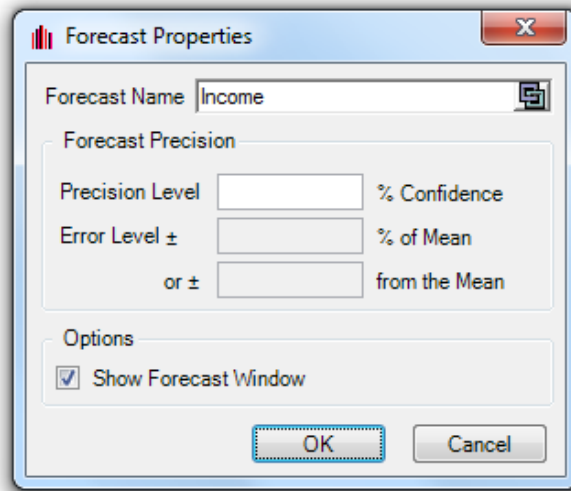 Forecast Properties
Forecast Name Income
Forecast Precision
Precision Level % Confidence
Error Level ± % of Mean
or ± from the Mean
Options
Show Forecast Window
OK Cancel